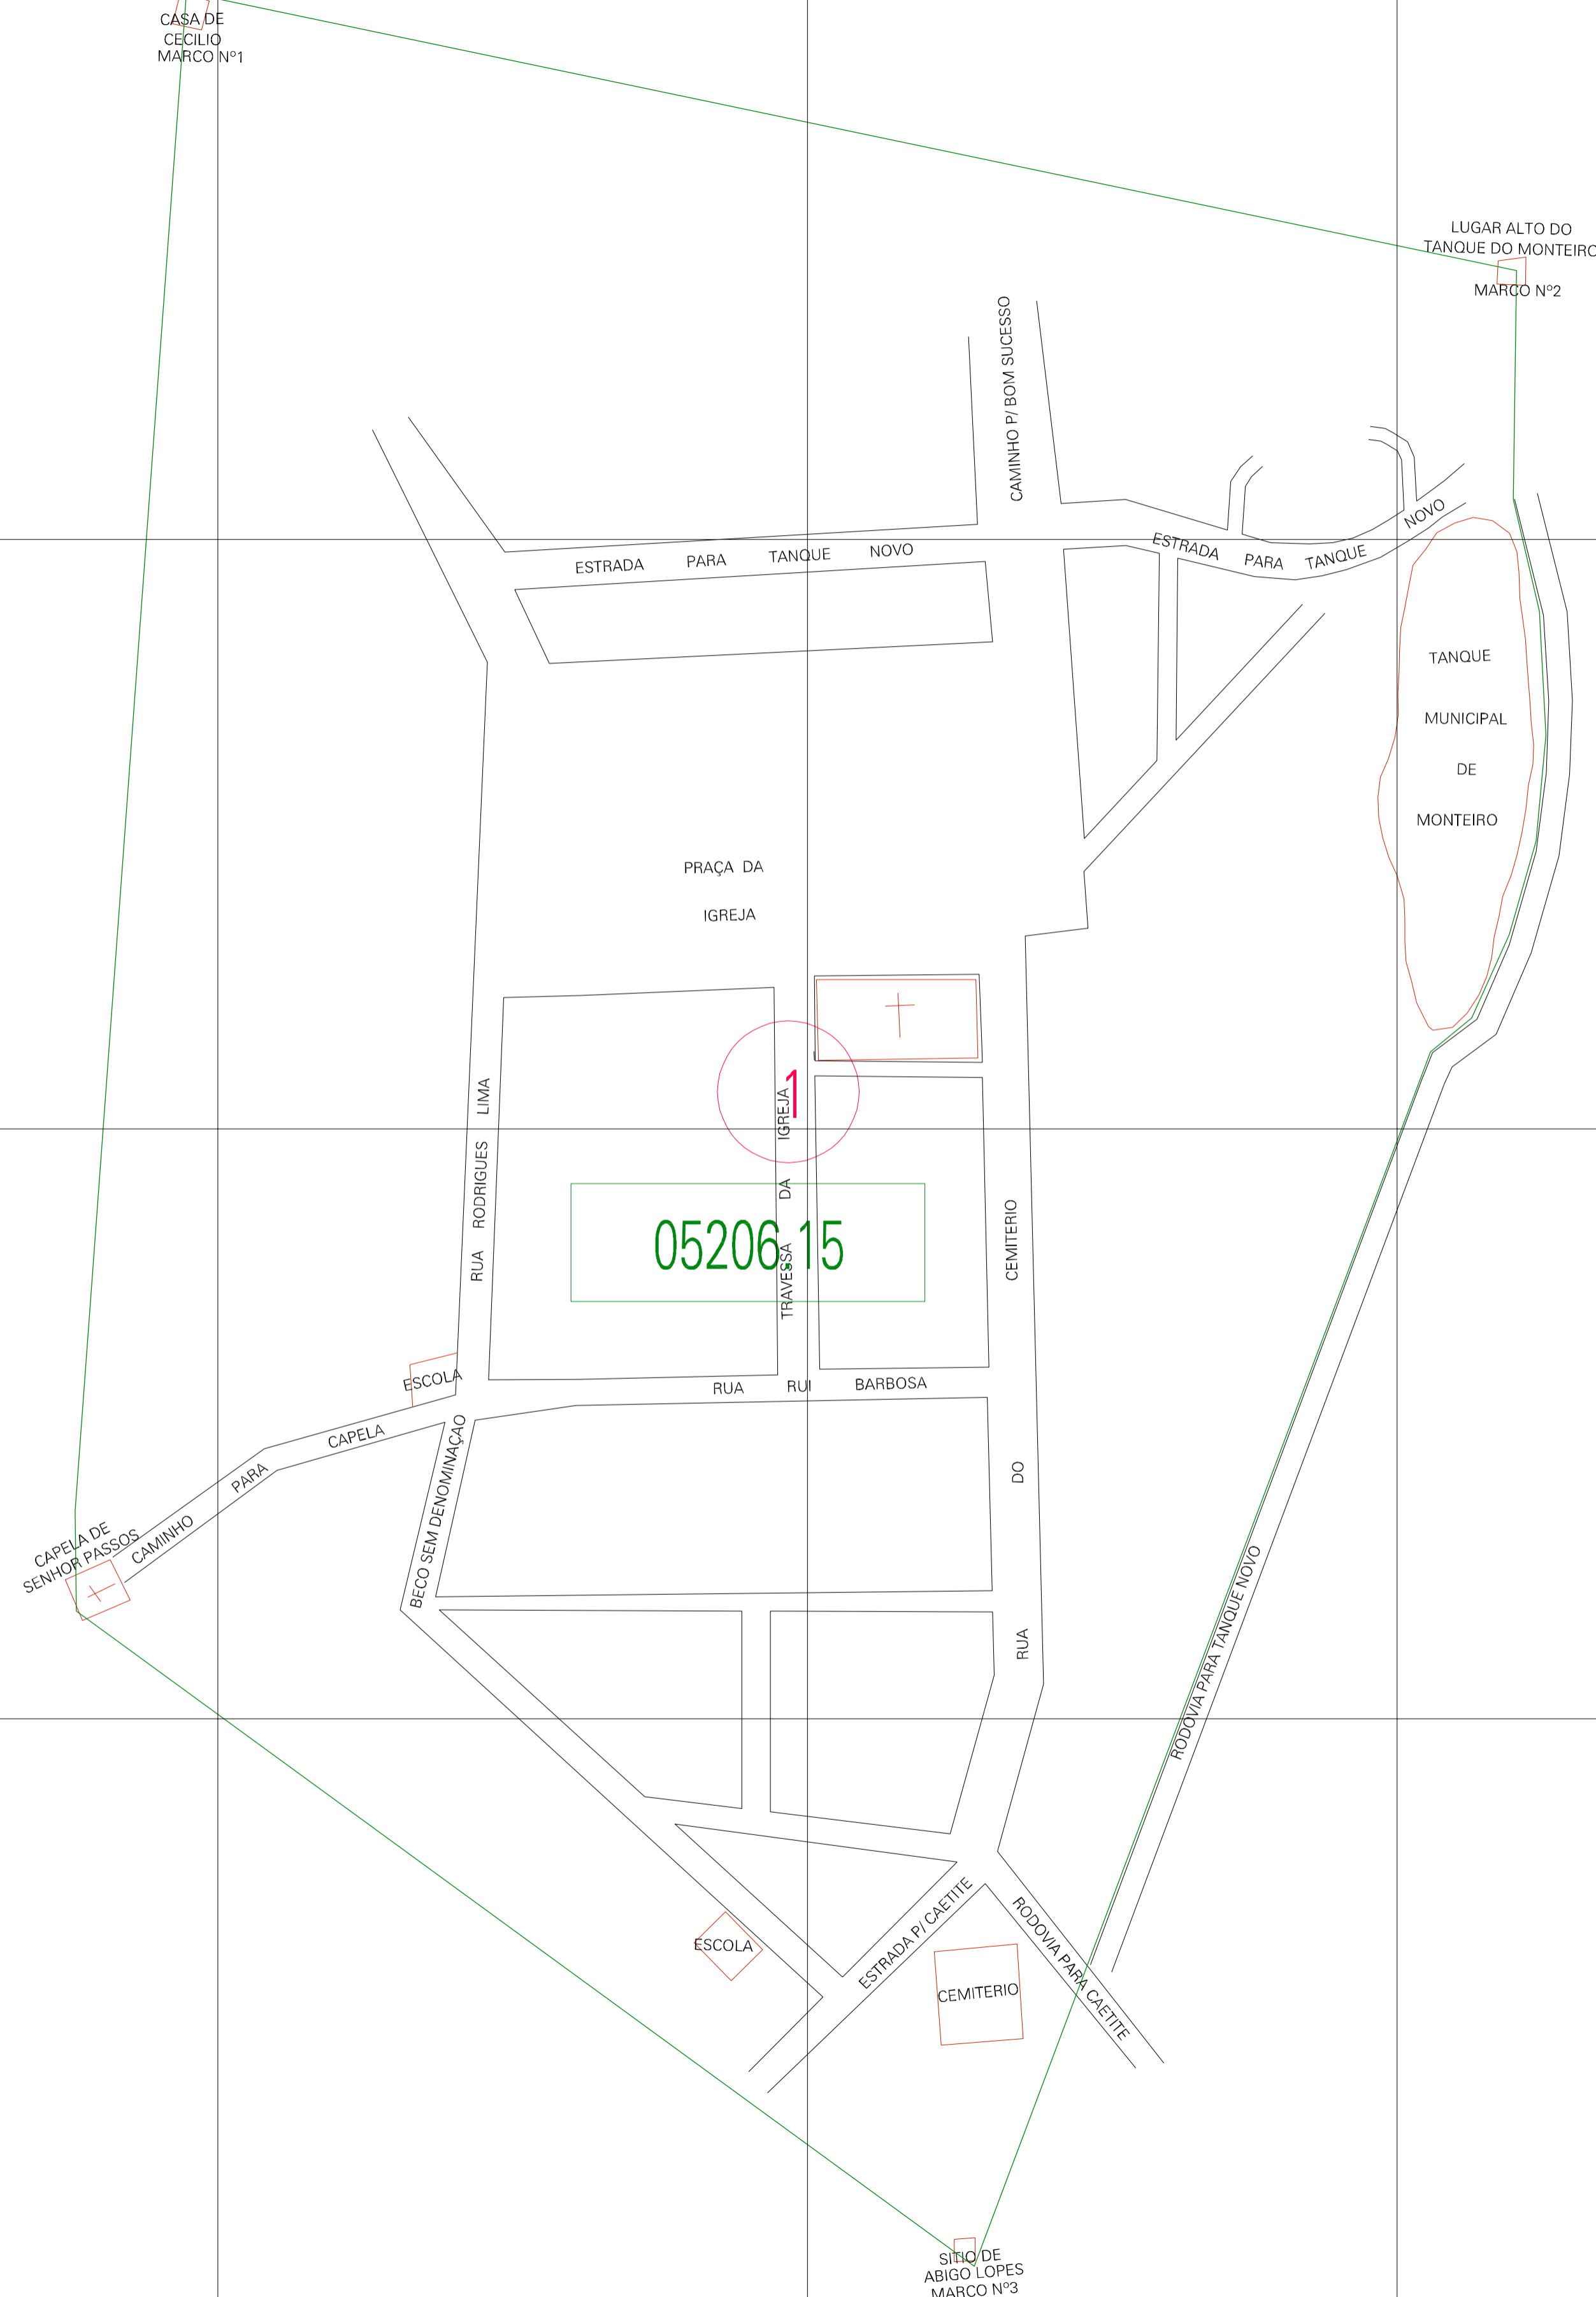 CASA DE
CECILIO
MARCO Nº1
LUGAR ALTO DO
TANQUE DO MONTEIRO
MARCO Nº2
CAMINHO P/ BOM SUCESSO
ESTRADA PARA TANQUE NOVO
ESTRADA PARA TANQUE NOVO
TANQUE
MUNICIPAL
DE
MONTEIRO
PRAÇA DA
IGREJA
1
RUA RODRIGUES LIMA
TRAVESSA DA IGREJA
05206.15
RUA DO CEMITERIO
ESCOLA
RUA RUI BARBOSA
CAMINHO PARA CAPELA
BECO SEM DENOMINAÇAO
CAPELA DE
SENHOR PASSOS
RODOVIA PARA TANQUE NOVO
ESCOLA
ESTRADA P/ CAETITE
RODOVIA PARA CAETITE
CEMITERIO
SITIO DE
ABIGO LOPES
MARCO Nº3